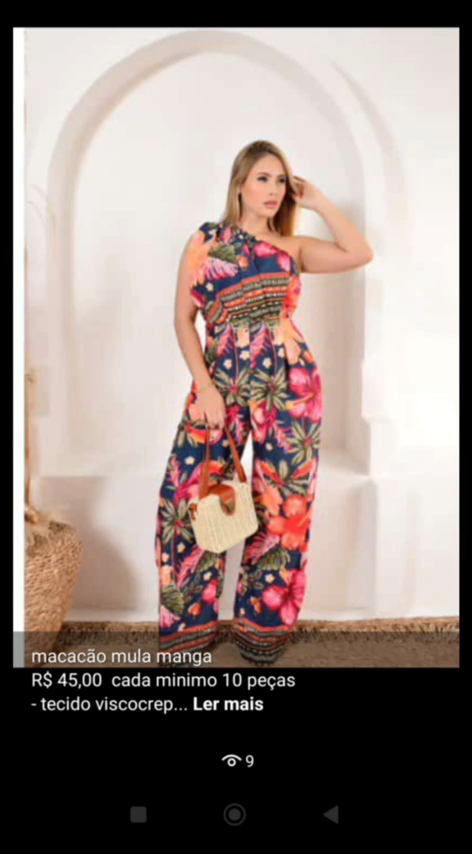 macacão mula manga
R$ 45,00 cada minimo 10 peças
- tecido viscocrep... Ler mais
9